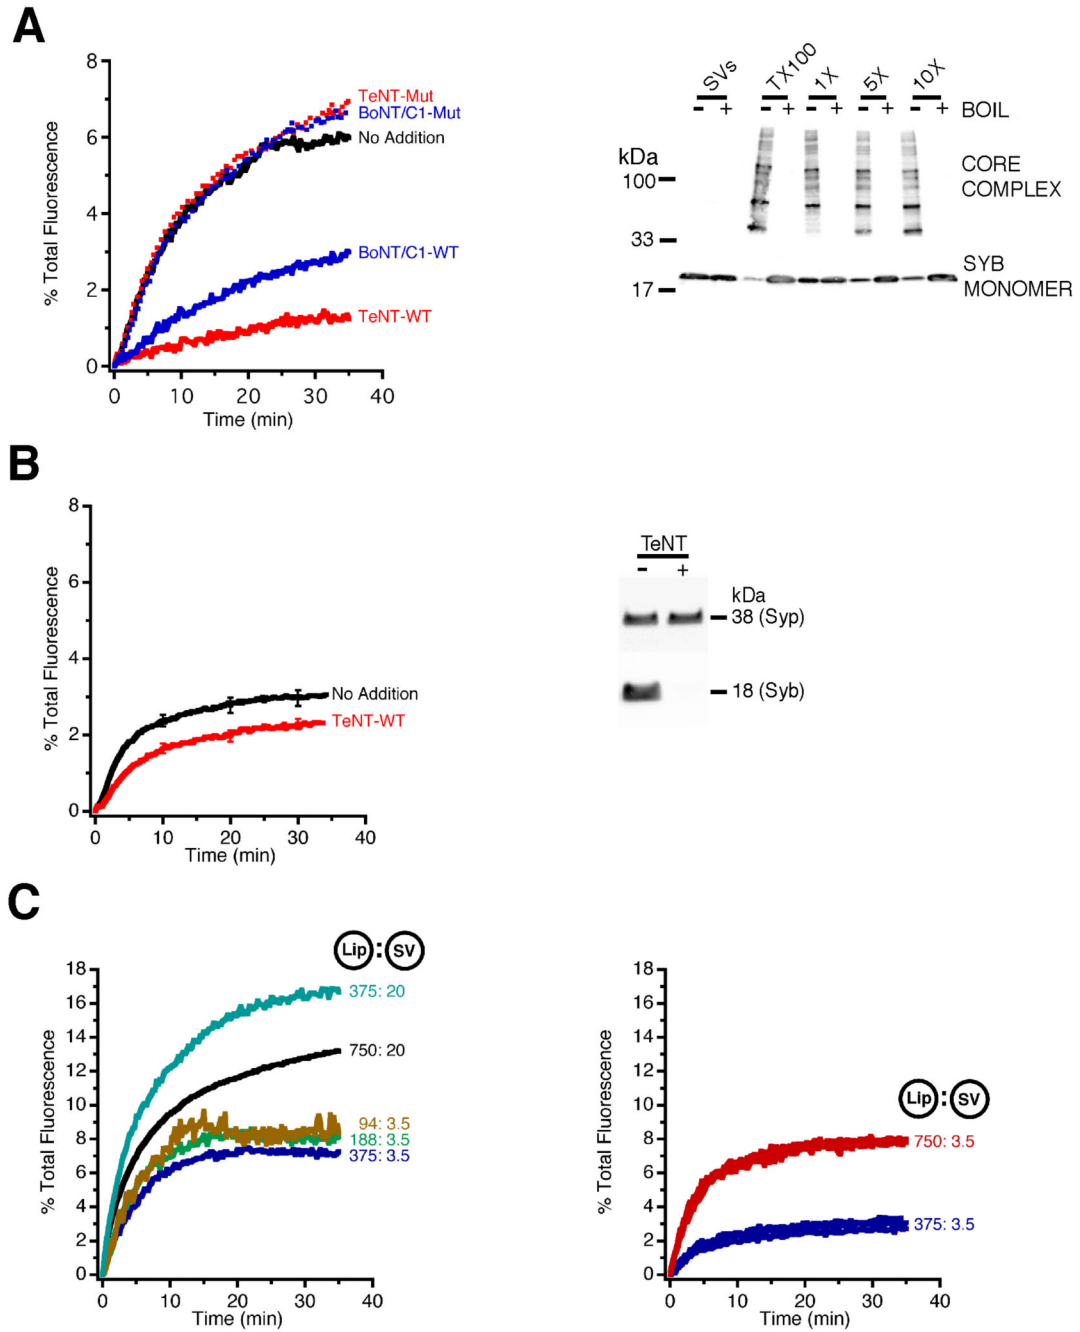 A
% Total Fluorescence
8
6
4
2
0
0 10 20 30 40
Time (min)
TeNT-Mut
BoNT/C1-Mut
No Addition
BoNT/C1-WT
TeNT-WT
SVs TX100 1X 5X 10X
- + - + - + - + - + BOIL
kDa
100
33
17
CORE
COMPLEX
SYB
MONOMER
B
% Total Fluorescence
8
6
4
2
0
0 10 20 30 40
Time (min)
No Addition
TeNT-WT
TeNT
- +
kDa
38 (Syp)
18 (Syb)
C
Lip : SV
% Total Fluorescence
18
16
14
12
10
8
6
4
2
0
0 10 20 30 40
Time (min)
375: 20
750: 20
94: 3.5
188: 3.5
375: 3.5
Lip : SV
% Total Fluorescence
18
16
14
12
10
8
6
4
2
0
0 10 20 30 40
Time (min)
750: 3.5
375: 3.5